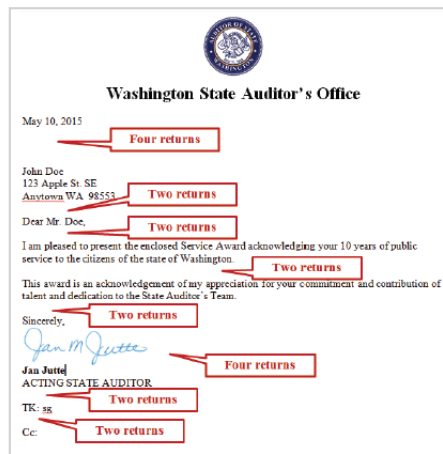 AUDITOR OF STATE
WASHINGTON
Washington State Auditor's Office
May 10, 2015
Four returns
John Doe
123 Apple St. SE
Anytown WA 98553
Two returns
Dear Mr. Doe,
Two returns
I am pleased to present the enclosed Service Award acknowledging your 10 years of public
service to the citizens of the state of Washington.
Two returns
This award is an acknowledgement of my appreciation for your commitment and contribution of
talent and dedication to the State Auditor's Team.
Two returns
Sincerely,
Jan M Jutte
Four returns
Jan Jutte
ACTING STATE AUDITOR
Two returns
TK: sg
Two returns
Cc: